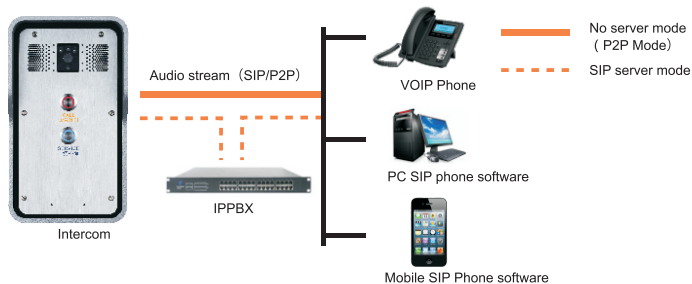 No server mode
( P2P Mode）
SIP server mode
Audio stream（SIP/P2P）
VOIP Phone
PC SIP phone software
IPPBX
Intercom
Mobile SIP Phone software